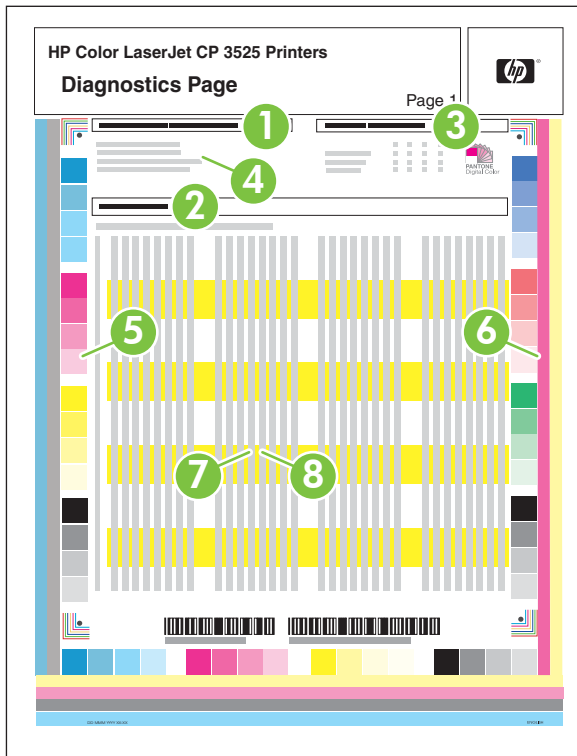 HP Color LaserJet CP 3525 Printers
hp
Diagnostics Page
Page 1
1
3
PANTONE
Digital Color
4
2
5
6
7
8